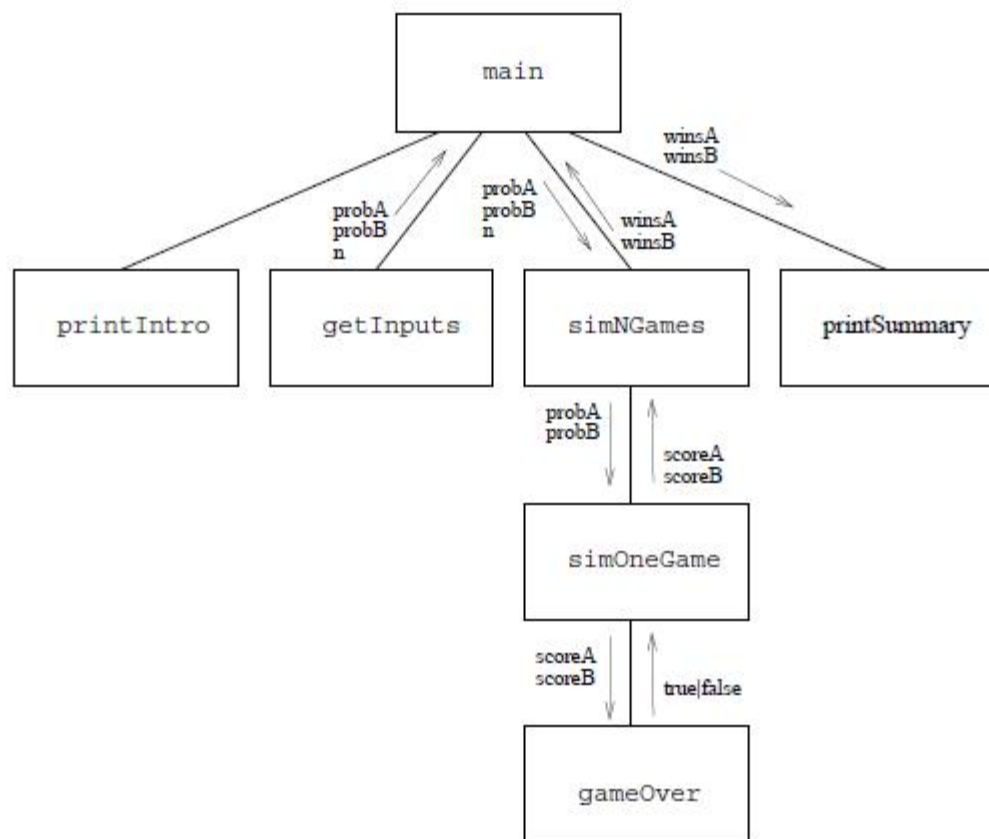 main
winsA
winsB
probA
probB
n
probA
probB
n
winsA
winsB
printIntro
getInputs
simNGames
printSummary
probA
probB
scoreA
scoreB
simOneGame
scoreA
scoreB
true|false
gameOver